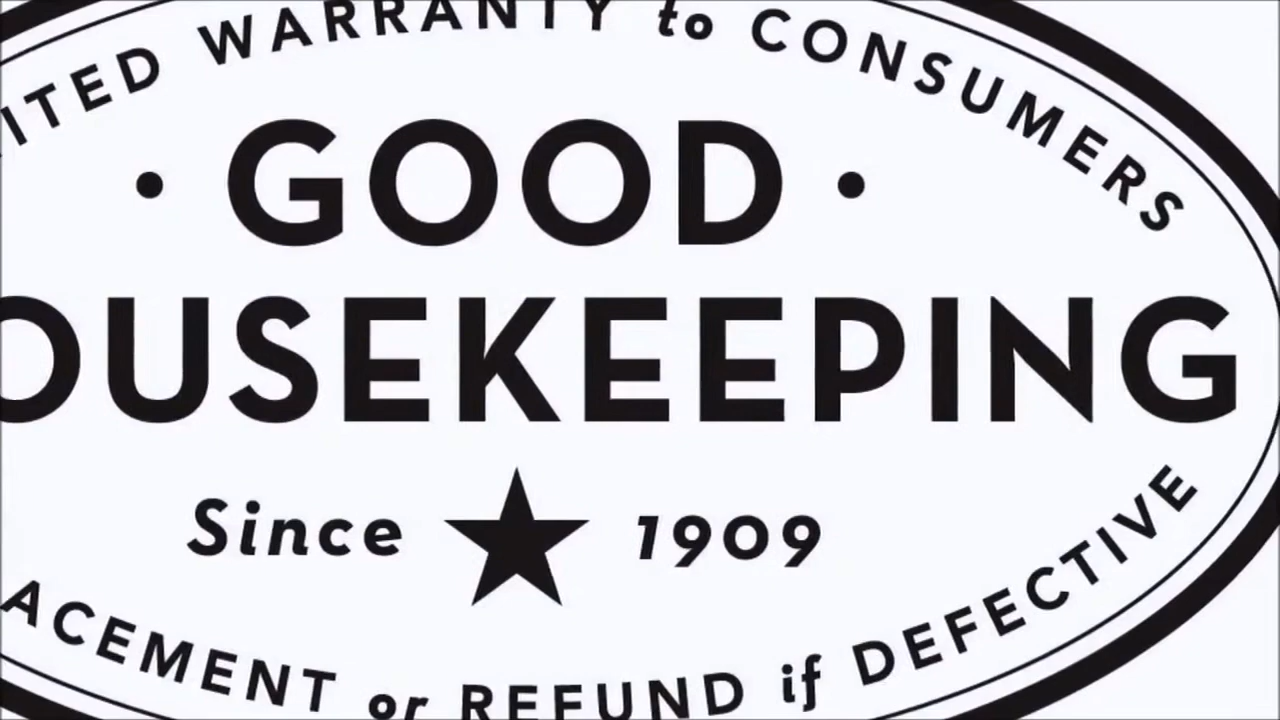 ITED WARRANTY to CONSUMERS
· GOOD ·
OUSEKEEPING
Since ★ 1909
ACEMENT or REFUND if DEFECTIVE